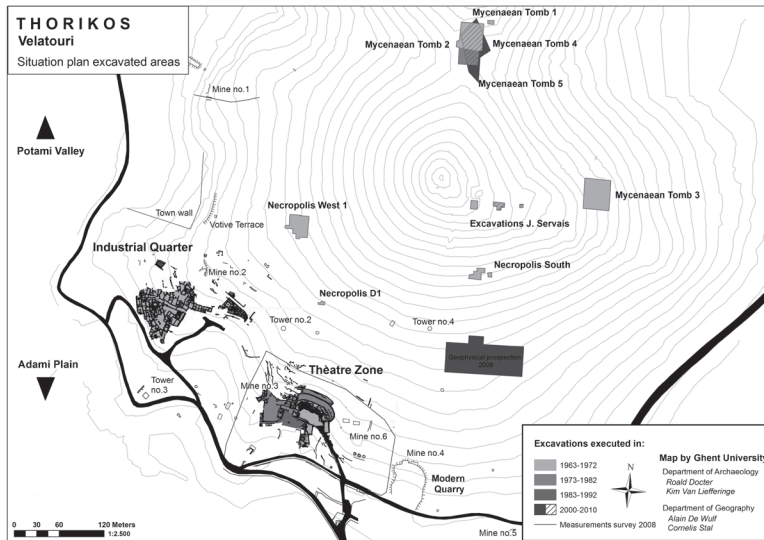 THORIKOS
Velatouri
Situation plan excavated areas
Mycenaean Tomb 1
Mycenaean Tomb 2
Mycenaean Tomb 4
Mycenaean Tomb 5
Mine no.1
Potami Valley
Mycenaean Tomb 3
Necropolis West 1
Town wall
Votive Terrace
Excavations J. Servais
Industrial Quarter
Mine no.2
Necropolis South
Necropolis D1
Tower no.2
Tower no.4
Geophysical prospection
Adami Plain
Thèatre Zone
Tower
no.3
Mine no.3
Mine no.6
Mine no.4
Modern
Quarry
Mine no.5
0 30 60 120 Meters
1:2.500
Excavations executed in:
1963-1972
1973-1982
1983-1992
2000-2010
Measurements survey 2008
N
Map by Ghent University
Department of Archaeology
Roald Docter
Kim Van Liefferinge
Department of Geography
Alain De Wulf
Cornelis Stal